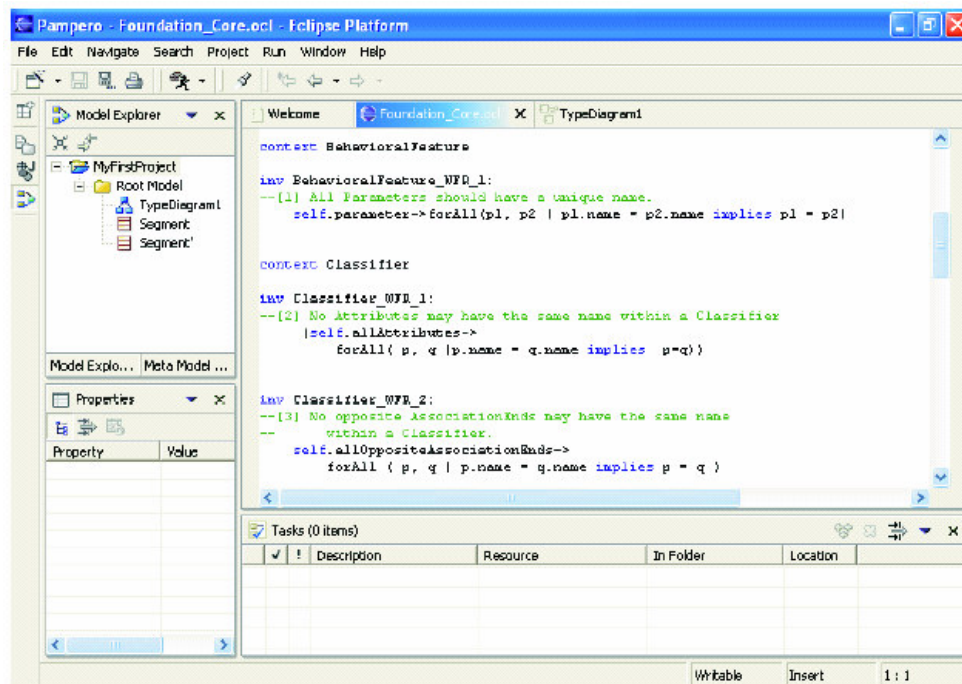 Pampero - Foundation_Core.ocl - Eclipse Platform
File Edit Navigate Search Project Run Window Help
Model Explorer
Welcome
Foundation_Core.ocl
TypeDiagram1
MyFirstProject
Root Model
TypeDiagram1
Segment
Segment'
Model Explo... Meta Model ...
context BehavioralFeature
inv BehavioralFeature_WFR_1:
--[1] All Parameters should have a unique name.
self.parameter->forAll(p1, p2 | p1.name = p2.name implies p1 = p2)
context Classifier
inv Classifier_WFR_1:
--[2] No Attributes may have the same name within a Classifier
(self.allAttributes->
forAll( p, q |p.name = q.name implies p=q))
inv Classifier_WFR_2:
--[3] No opposite AssociationEnds may have the same name
-- within a Classifier.
self.allOppositeAssociationEnds->
forAll ( p, q | p.name = q.name implies p = q )
Properties
Property Value
Tasks (0 items)
! Description Resource In Folder Location
Writable Insert 1 : 1